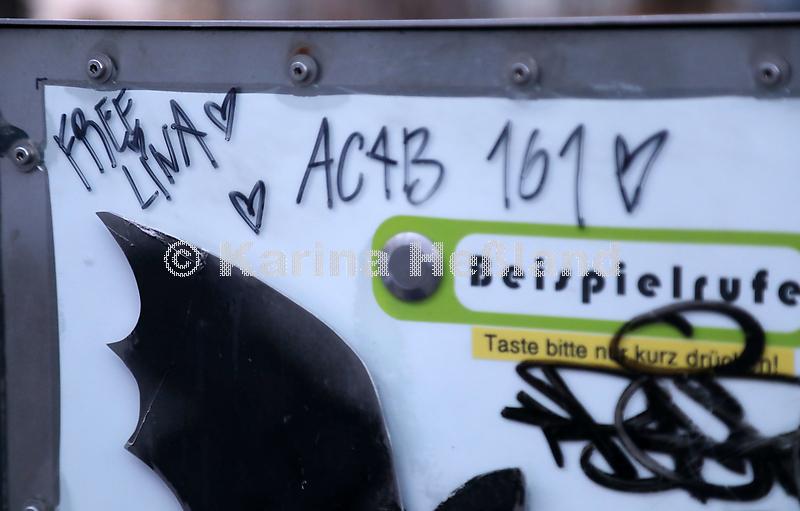 FREE
LINA
AC4B 161
© Karina Heßland
Beispielrufe
Taste bitte nur kurz drücken!